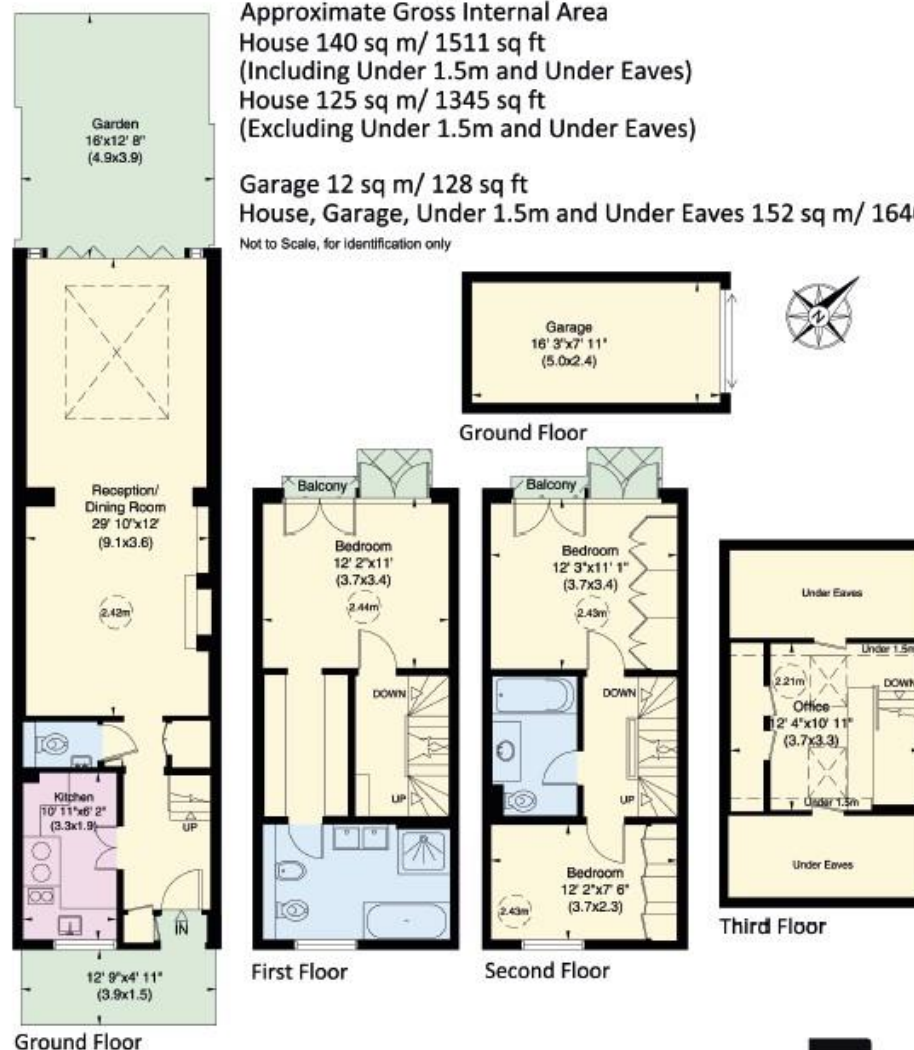 Approximate Gross Internal Area
House 140 sq m/ 1511 sq ft
(Including Under 1.5m and Under Eaves)
House 125 sq m/ 1345 sq ft
(Excluding Under 1.5m and Under Eaves)
Garage 12 sq m/ 128 sq ft
House, Garage, Under 1.5m and Under Eaves 152 sq m/ 164
Not to Scale, for identification only
Garden
16'x12' 8"
(4.9x3.9)
Reception/
Dining Room
29' 10"x12'
(9.1x3.6)
2.42m
Kitchen
10' 11"x6' 2"
(3.3x1.9)
UP
IN
12' 9"x4' 11"
(3.9x1.5)
Ground Floor
Garage
16' 3"x7' 11"
(5.0x2.4)
Ground Floor
N
Balcony
Bedroom
12' 2"x11'
(3.7x3.4)
2.44m
DOWN
UP
First Floor
Balcony
Bedroom
12' 3"x11' 1"
(3.7x3.4)
2.43m
DOWN
UP
Bedroom
12' 2"x7' 6"
(3.7x2.3)
2.43m
Second Floor
Under Eaves
Under 1.5m
2.21m
DOWN
Office
12' 4"x10' 11"
(3.7x3.3)
Under 1.5m
Under Eaves
Third Floor